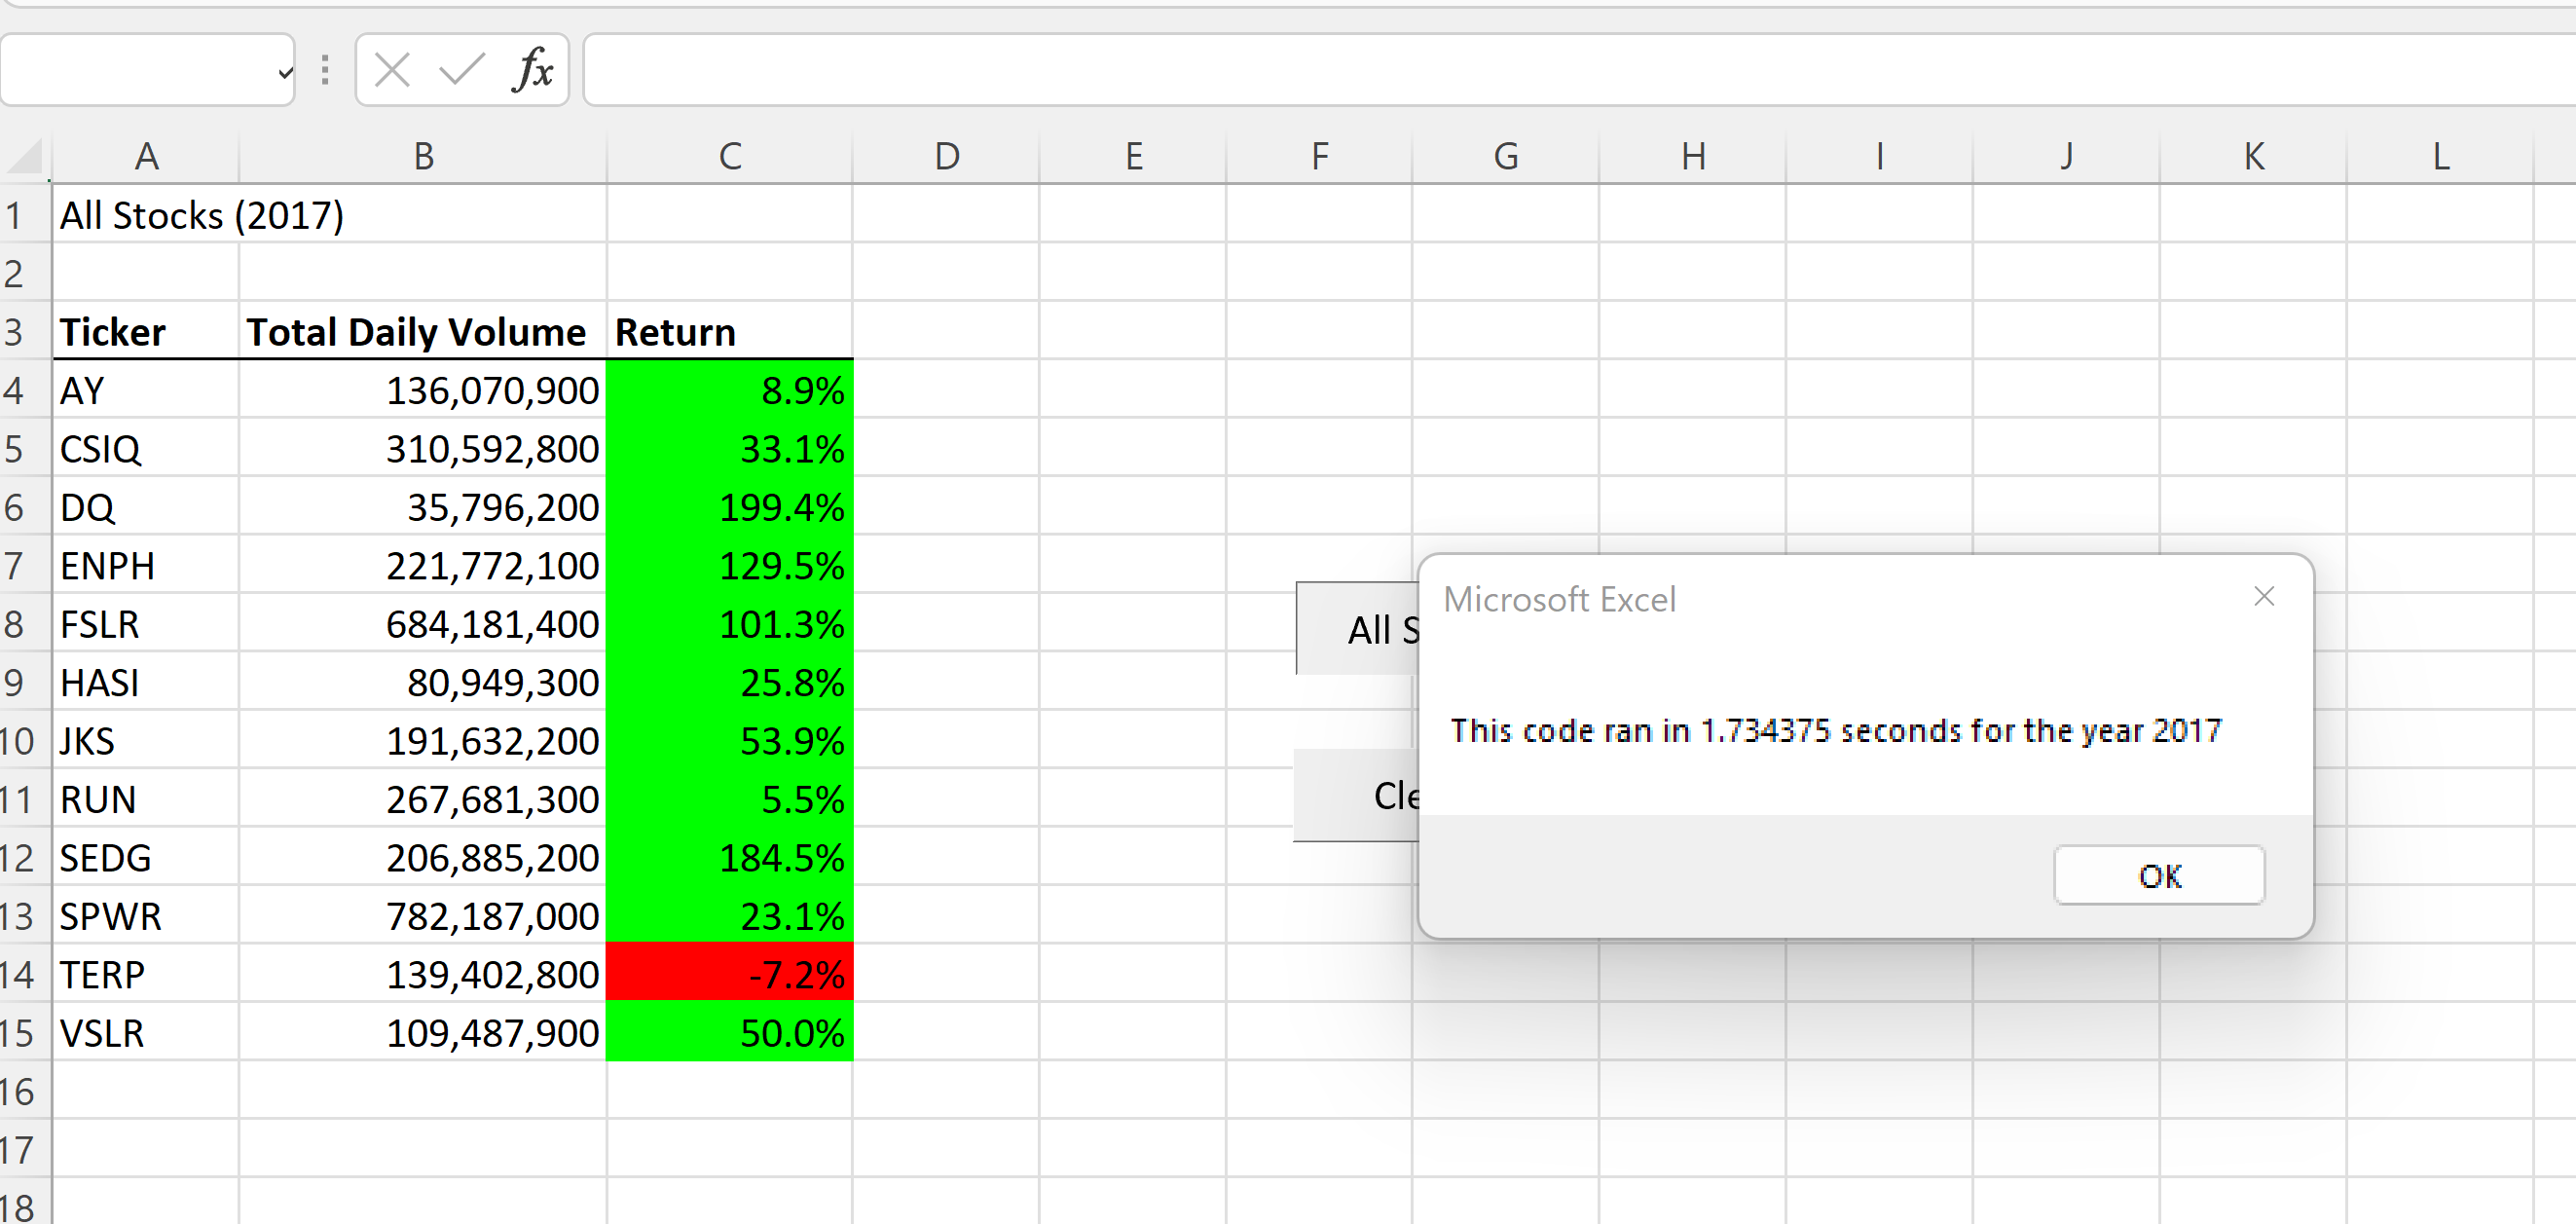 fx
A B C D E F G H I J K L
1 All Stocks (2017)
2
3 Ticker Total Daily Volume Return
4 AY 136,070,900 8.9%
5 CSIQ 310,592,800 33.1%
6 DQ 35,796,200 199.4%
7 ENPH 221,772,100 129.5%
8 FSLR 684,181,400 101.3%
9 HASI 80,949,300 25.8%
10 JKS 191,632,200 53.9%
11 RUN 267,681,300 5.5%
12 SEDG 206,885,200 184.5%
13 SPWR 782,187,000 23.1%
14 TERP 139,402,800 -7.2%
15 VSLR 109,487,900 50.0%
16
17
18
All S
Cle
Microsoft Excel
This code ran in 1.734375 seconds for the year 2017
OK